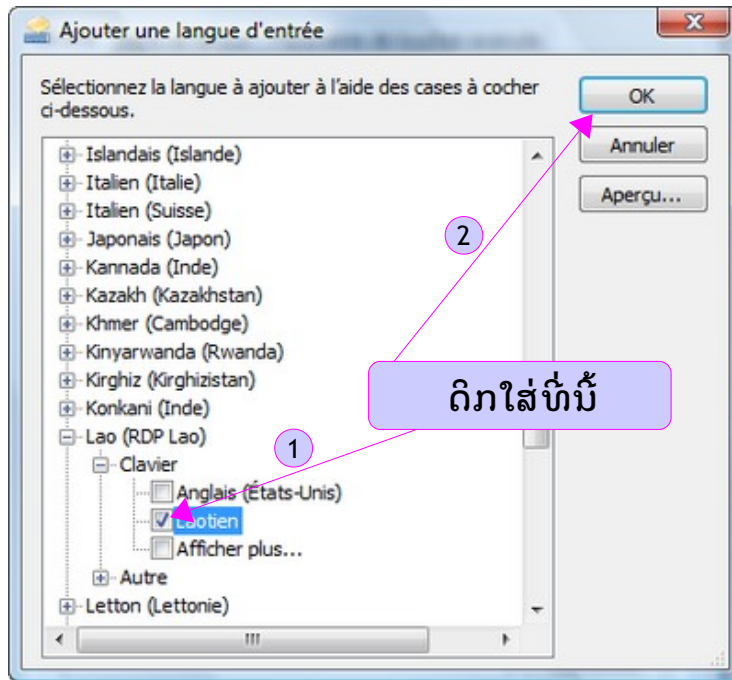 Ajouter une langue d'entrée
Sélectionnez la langue à ajouter à l'aide des cases à cocher
ci-dessous.
OK
Annuler
Aperçu...
Islandais (Islande)
Italien (Italie)
Italien (Suisse)
Japonais (Japon)
2
Kannada (Inde)
Kazakh (Kazakhstan)
Khmer (Cambodge)
Kinyarwanda (Rwanda)
Kirghiz (Kirghizistan)
ຕິກໃສ່ທີ່ນີ້
Konkani (Inde)
Lao (RDP Lao)
1
Clavier
Anglais (États-Unis)
Laotien
Afficher plus...
Autre
Letton (Lettonie)